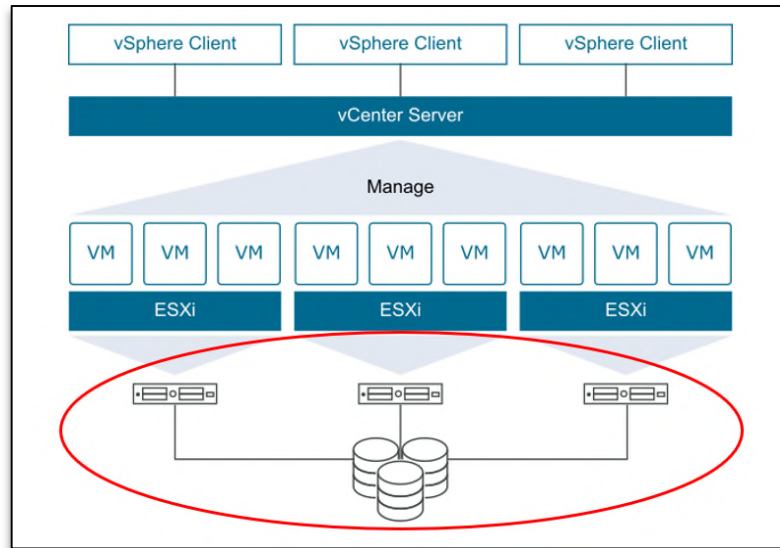 vSphere Client vSphere Client vSphere Client
vCenter Server
Manage
VM VM VM VM VM VM VM VM VM
ESXi ESXi ESXi